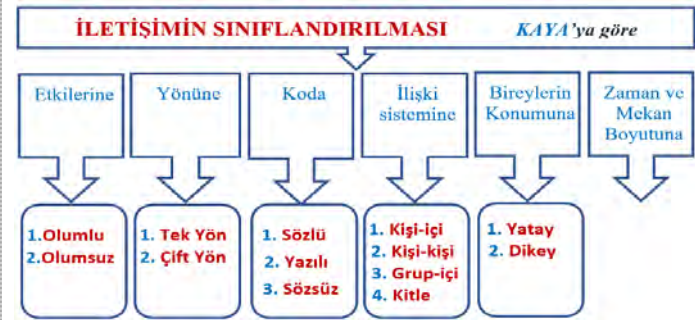 İLETİŞİMİN SINIFLANDIRILMASI KAYA'ya göre
Etkilerine
Yönüne
Koda
İlişki
sistemine
Bireylerin
Konumuna
Zaman ve
Mekan
Boyutuna
1.Olumlu
2.Olumsuz
1. Tek Yön
2. Çift Yön
1. Sözlü
2. Yazılı
3. Sözsüz
1. Kişi-içi
2. Kişi-kişi
3. Grup-içi
4. Kitle
1. Yatay
2. Dikey